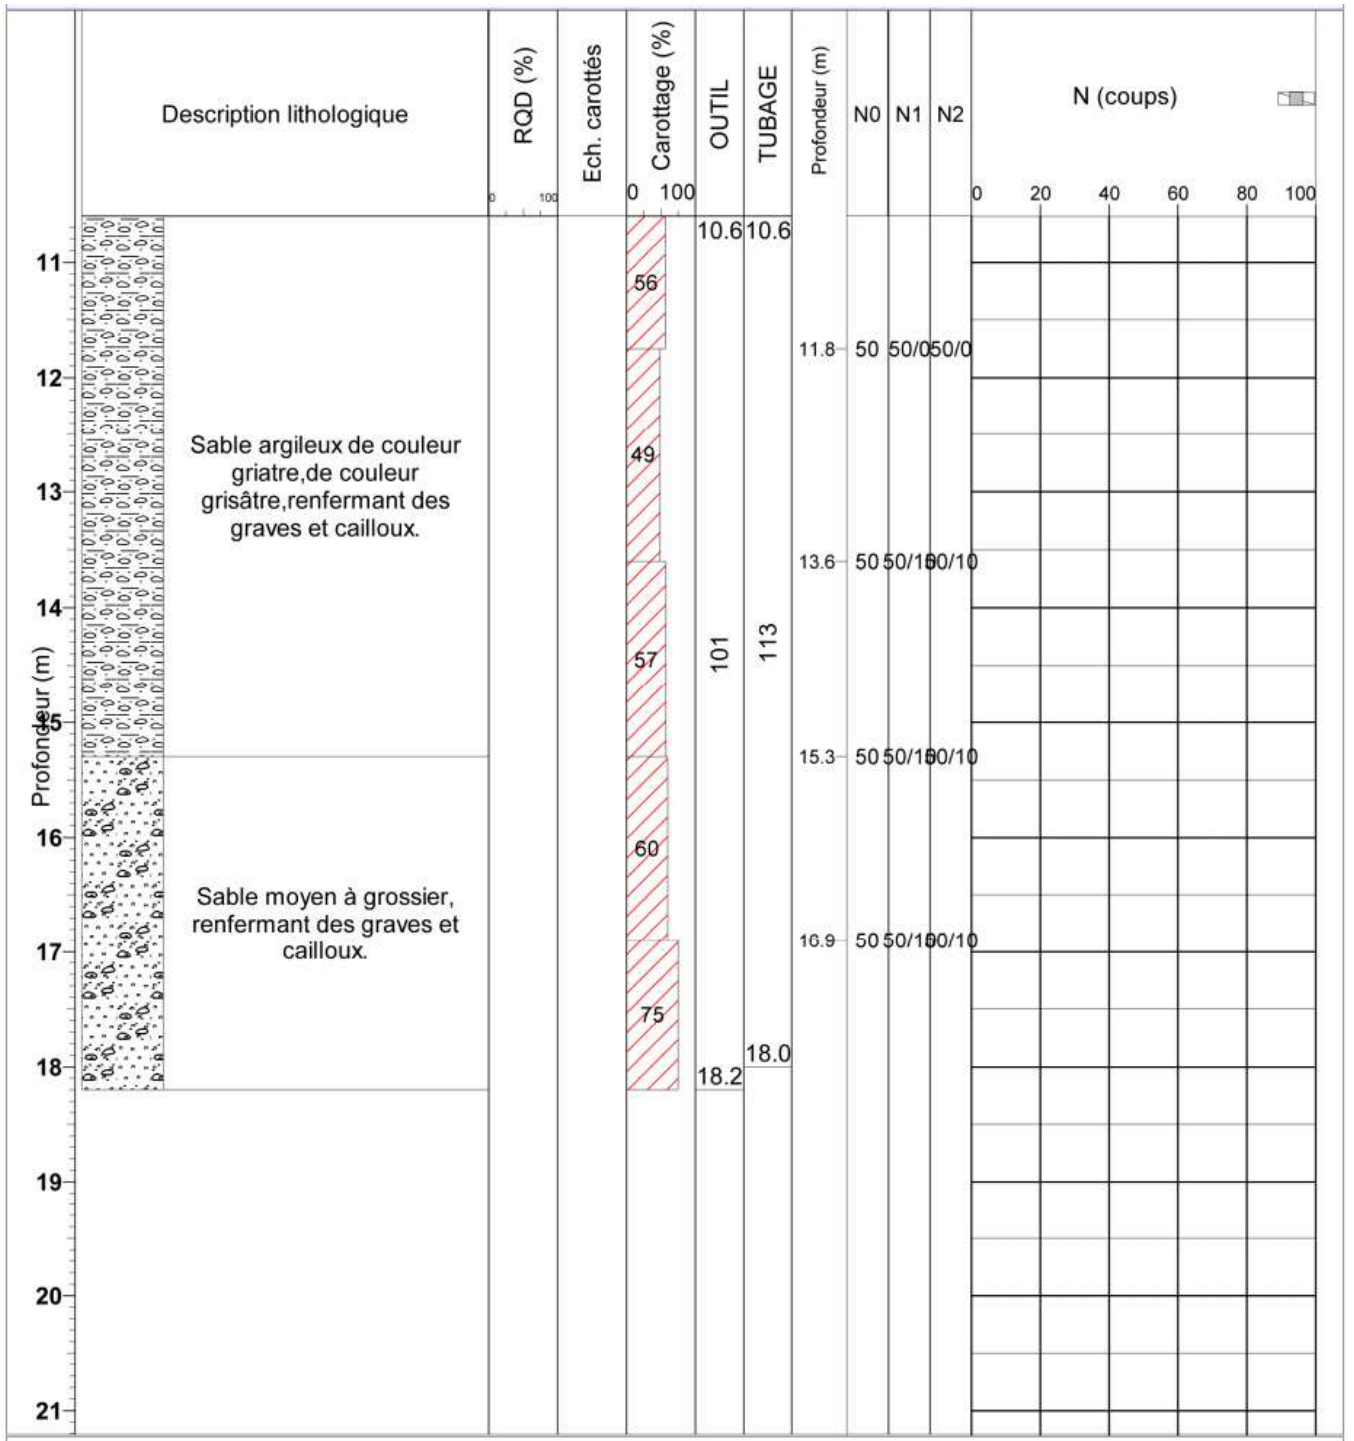 Description lithologique
RQD (%)
0 100
Ech. carottés
Carottage (%)
0 100
OUTIL
TUBAGE
Profondeur (m)
N0 N1 N2
N (coups)
0 20 40 60 80 100
10.6 10.6
11
56
11.8 50 50/0 50/0
12
Sable argileux de couleur
griatre,de couleur
grisâtre,renfermant des
graves et cailloux.
49
13
13.6 50 50/10 50/10
14
57
101
113
Profondeur (m)
15
15.3 50 50/10 50/10
16
60
Sable moyen à grossier,
renfermant des graves et
cailloux.
16.9 50 50/10 50/10
17
75
18.0
18
18.2
19
20
21